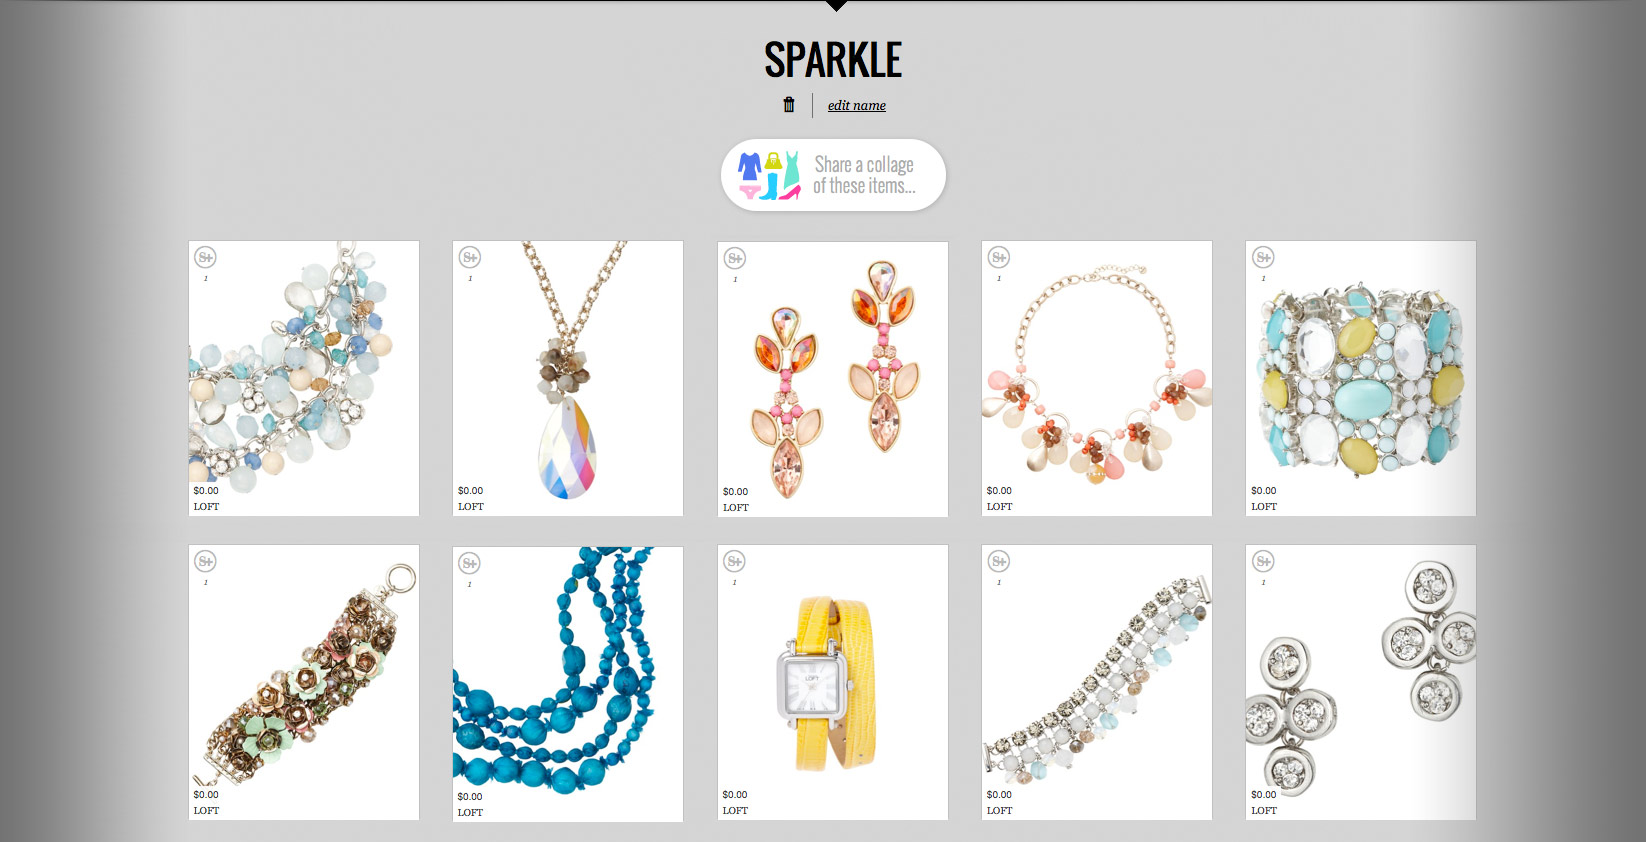 SPARKLE
edit name
Share a collage
of these items...
S+
1
$0.00
LOFT
S+
1
$0.00
LOFT
S+
1
$0.00
LOFT
S+
1
$0.00
LOFT
S+
1
$0.00
LOFT
S+
1
$0.00
LOFT
S+
1
$0.00
LOFT
S+
1
LOFT
$0.00
LOFT
S+
1
$0.00
LOFT
S+
1
$0.00
LOFT